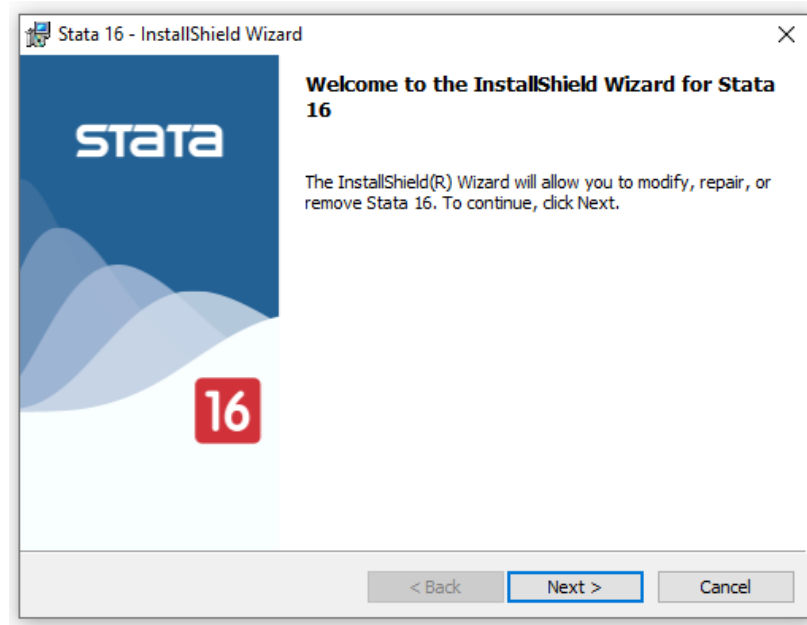 Stata 16 - InstallShield Wizard
Welcome to the InstallShield Wizard for Stata
16
stata
The InstallShield(R) Wizard will allow you to modify, repair, or
remove Stata 16. To continue, click Next.
16
< Back
Next >
Cancel